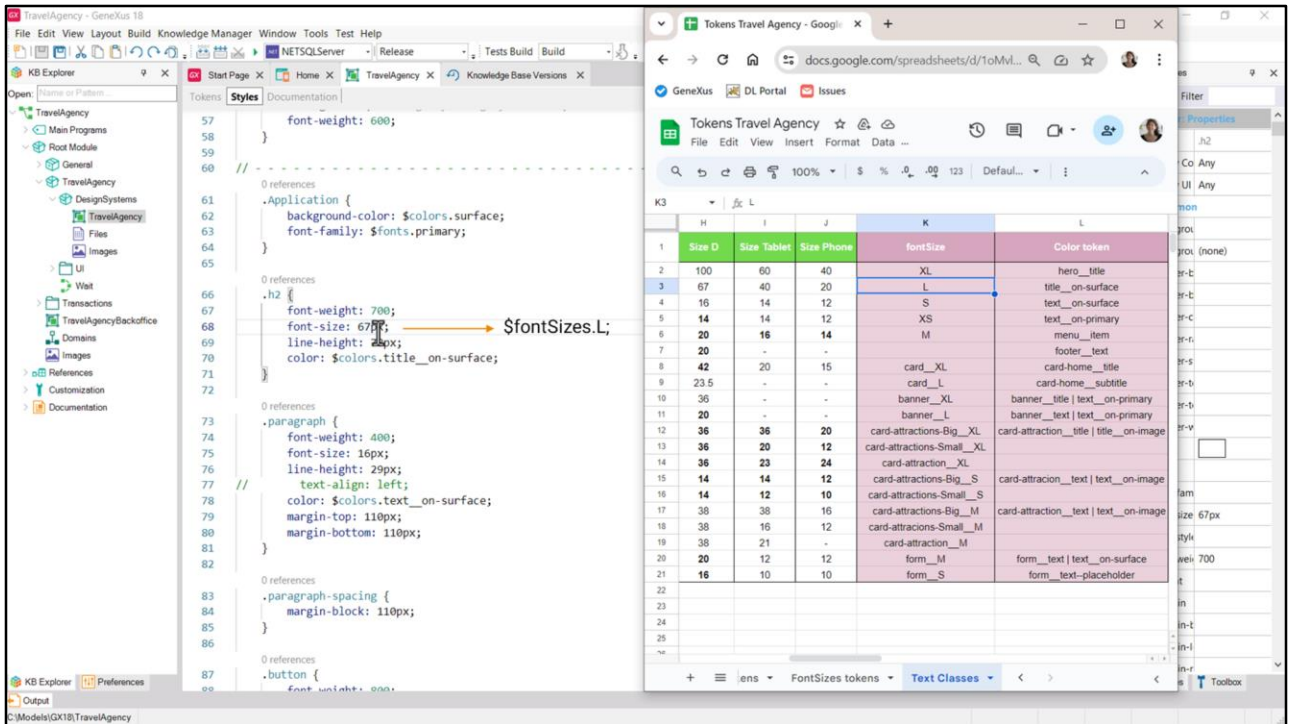 TravelAgency - GeneXus 18
File Edit View Layout Build Knowledge Manager Window Tools Test Help
NETSQLServer Release Tests Build Build
KB Explorer
Open: Name or Pattern...
TravelAgency
Main Programs
Root Module
General
TravelAgency
DesignSystems
TravelAgency
Files
Images
UI
Wait
Transactions
TravelAgencyBackoffice
Domains
Images
References
Customization
Documentation
KB Explorer Preferences
Output
C:\Models\GX18\TravelAgency
Start Page Home TravelAgency Knowledge Base Versions
Tokens Styles Documentation
57 font-weight: 600;
58 }
59
60 // - - - - - - - - - - - - - - - - - - - - - - - - - - - - - -
0 references
61 .Application {
62 background-color: $colors.surface;
63 font-family: $fonts.primary;
64 }
65
0 references
66 .h2 {
67 font-weight: 700;
68 font-size: 67px; $fontSizes.L;
69 line-height: px;
70 color: $colors.title__on-surface;
71 }
72
0 references
73 .paragraph {
74 font-weight: 400;
75 font-size: 16px;
76 line-height: 29px;
77 // text-align: left;
78 color: $colors.text__on-surface;
79 margin-top: 110px;
80 margin-bottom: 110px;
81 }
82
0 references
83 .paragraph-spacing {
84 margin-block: 110px;
85 }
86
0 references
87 .button {
88 font-weight: 800;
Tokens Travel Agency - Google
docs.google.com/spreadsheets/d/1oMvl...
GeneXus DL Portal Issues
Tokens Travel Agency
File Edit View Insert Format Data ...
100% $ % .0 .00 123 Defaul...
K3 fx L
H I J K L
1 Size D Size Tablet Size Phone fontSize Color token
2 100 60 40 XL hero__title
3 67 40 20 L title__on-surface
4 16 14 12 S text__on-surface
5 14 14 12 XS text__on-primary
6 20 16 14 M menu__item
7 20 - - footer__text
8 42 20 15 card__XL card-home__title
9 23.5 - - card__L card-home__subtitle
10 36 - - banner__XL banner__title | text__on-primary
11 20 - - banner__L banner__text | text__on-primary
12 36 36 20 card-attractions-Big__XL card-attraction__title | title__on-image
13 36 20 12 card-attractions-Small__XL
14 36 23 24 card-attraction__XL
15 14 14 12 card-attractions-Big__S card-attracion__text | text__on-image
16 14 12 10 card-attractions-Small__S
17 38 38 16 card-attractions-Big__M card-attraction__text | text__on-image
18 38 16 12 card-attracions-Small__M
19 38 21 - card-attraction__M
20 20 12 12 form__M form__text | text__on-surface
21 16 10 10 form__S form__text--placeholder
22
23
24
25
ens FontSizes tokens Text Classes
Filter
Properties
.h2
Co Any
UI Any
(none)
size 67px
700
Toolbox